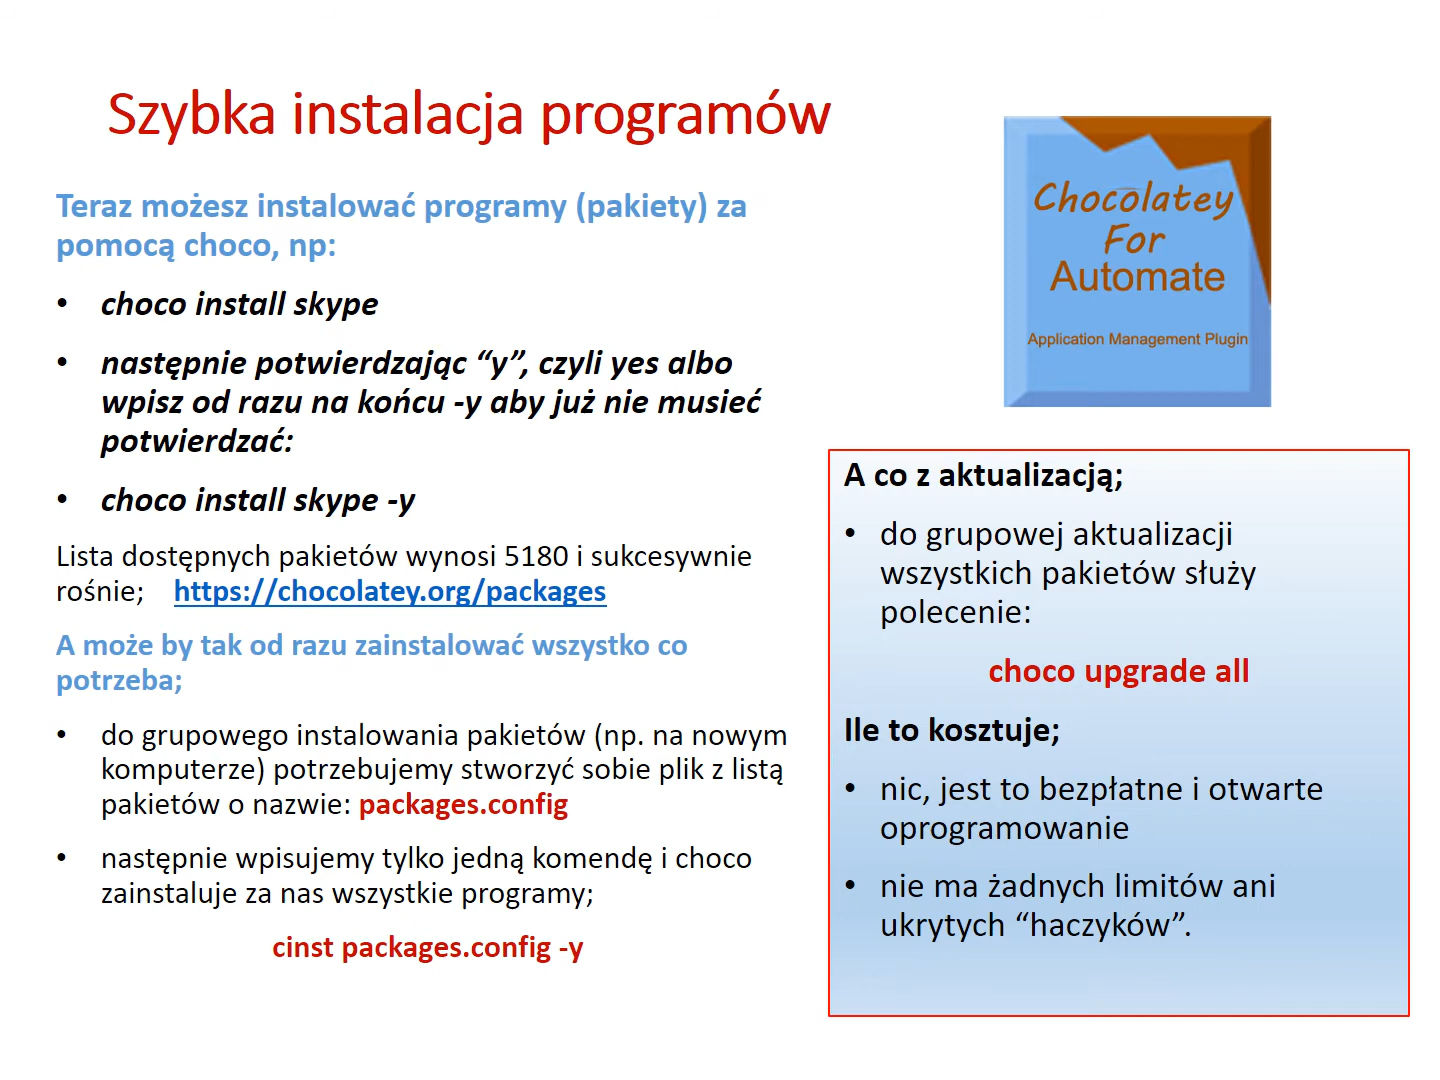 Szybka instalacja programów
Teraz możesz instalować programy (pakiety) za
pomocą choco, np:
• choco install skype
• następnie potwierdzając “y”, czyli yes albo
wpisz od razu na końcu -y aby już nie musieć
potwierdzać:
• choco install skype -y
Lista dostępnych pakietów wynosi 5180 i sukcesywnie
rośnie; https://chocolatey.org/packages
A może by tak od razu zainstalować wszystko co
potrzeba;
• do grupowego instalowania pakietów (np. na nowym
komputerze) potrzebujemy stworzyć sobie plik z listą
pakietów o nazwie: packages.config
• następnie wpisujemy tylko jedną komendę i choco
zainstaluje za nas wszystkie programy;
cinst packages.config -y
Chocolatey
For
Automate
Application Management Plugin
A co z aktualizacją;
• do grupowej aktualizacji
wszystkich pakietów służy
polecenie:
choco upgrade all
Ile to kosztuje;
• nic, jest to bezpłatne i otwarte
oprogramowanie
• nie ma żadnych limitów ani
ukrytych “haczyków”.